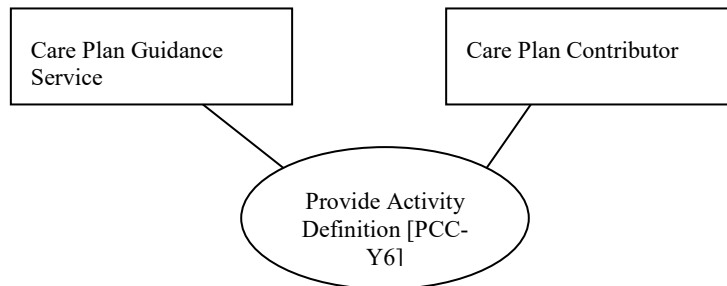 Care Plan Guidance
Service
Care Plan Contributor
Provide Activity
Definition [PCC-
Y6]